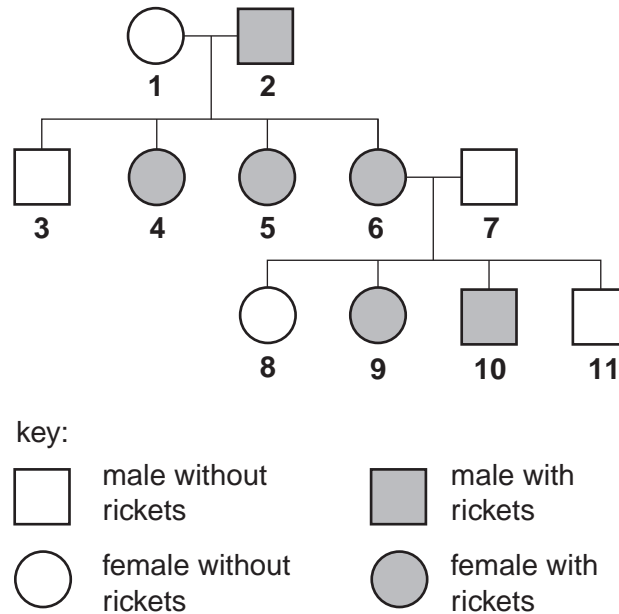 1 2
3 4 5 6 7
8 9 10 11
key:
male without
rickets
male with
rickets
female without
rickets
female with
rickets